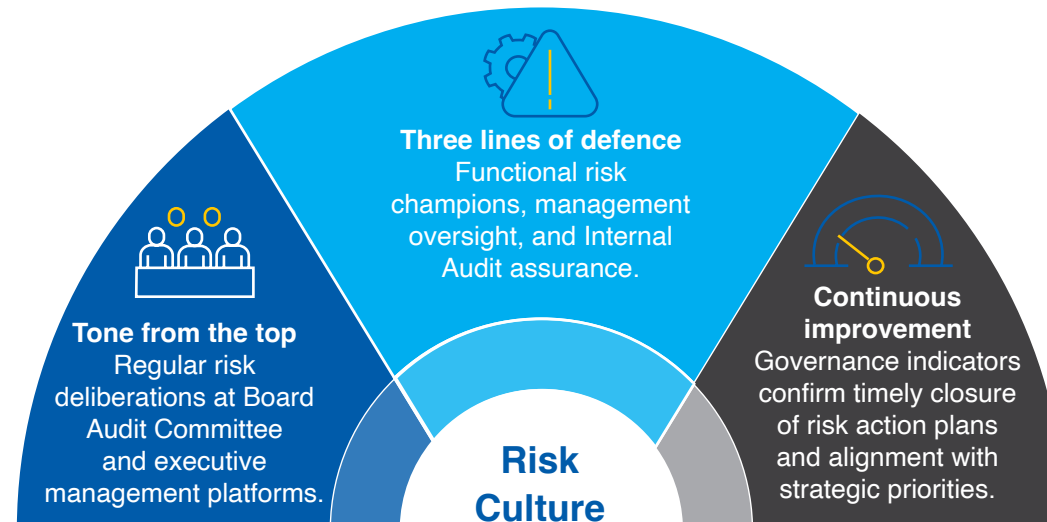 Three lines of defence
Functional risk
champions, management
oversight, and Internal
Audit assurance.
Tone from the top
Regular risk
deliberations at Board
Audit Committee
and executive
management platforms.
Continuous
improvement
Governance indicators
confirm timely closure
of risk action plans
and alignment with
strategic priorities.
Risk
Culture